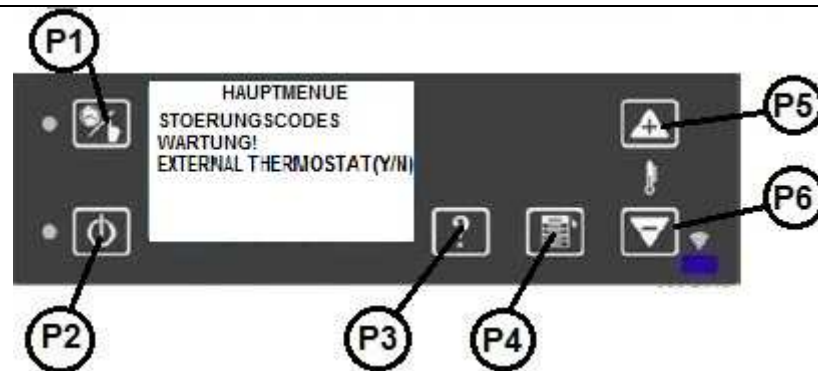 P1
HAUPTMENUE
STOERUNGSCODES
WARTUNG!
EXTERNAL THERMOSTAT(Y/N)
P5
P6
?
P2
P3
P4